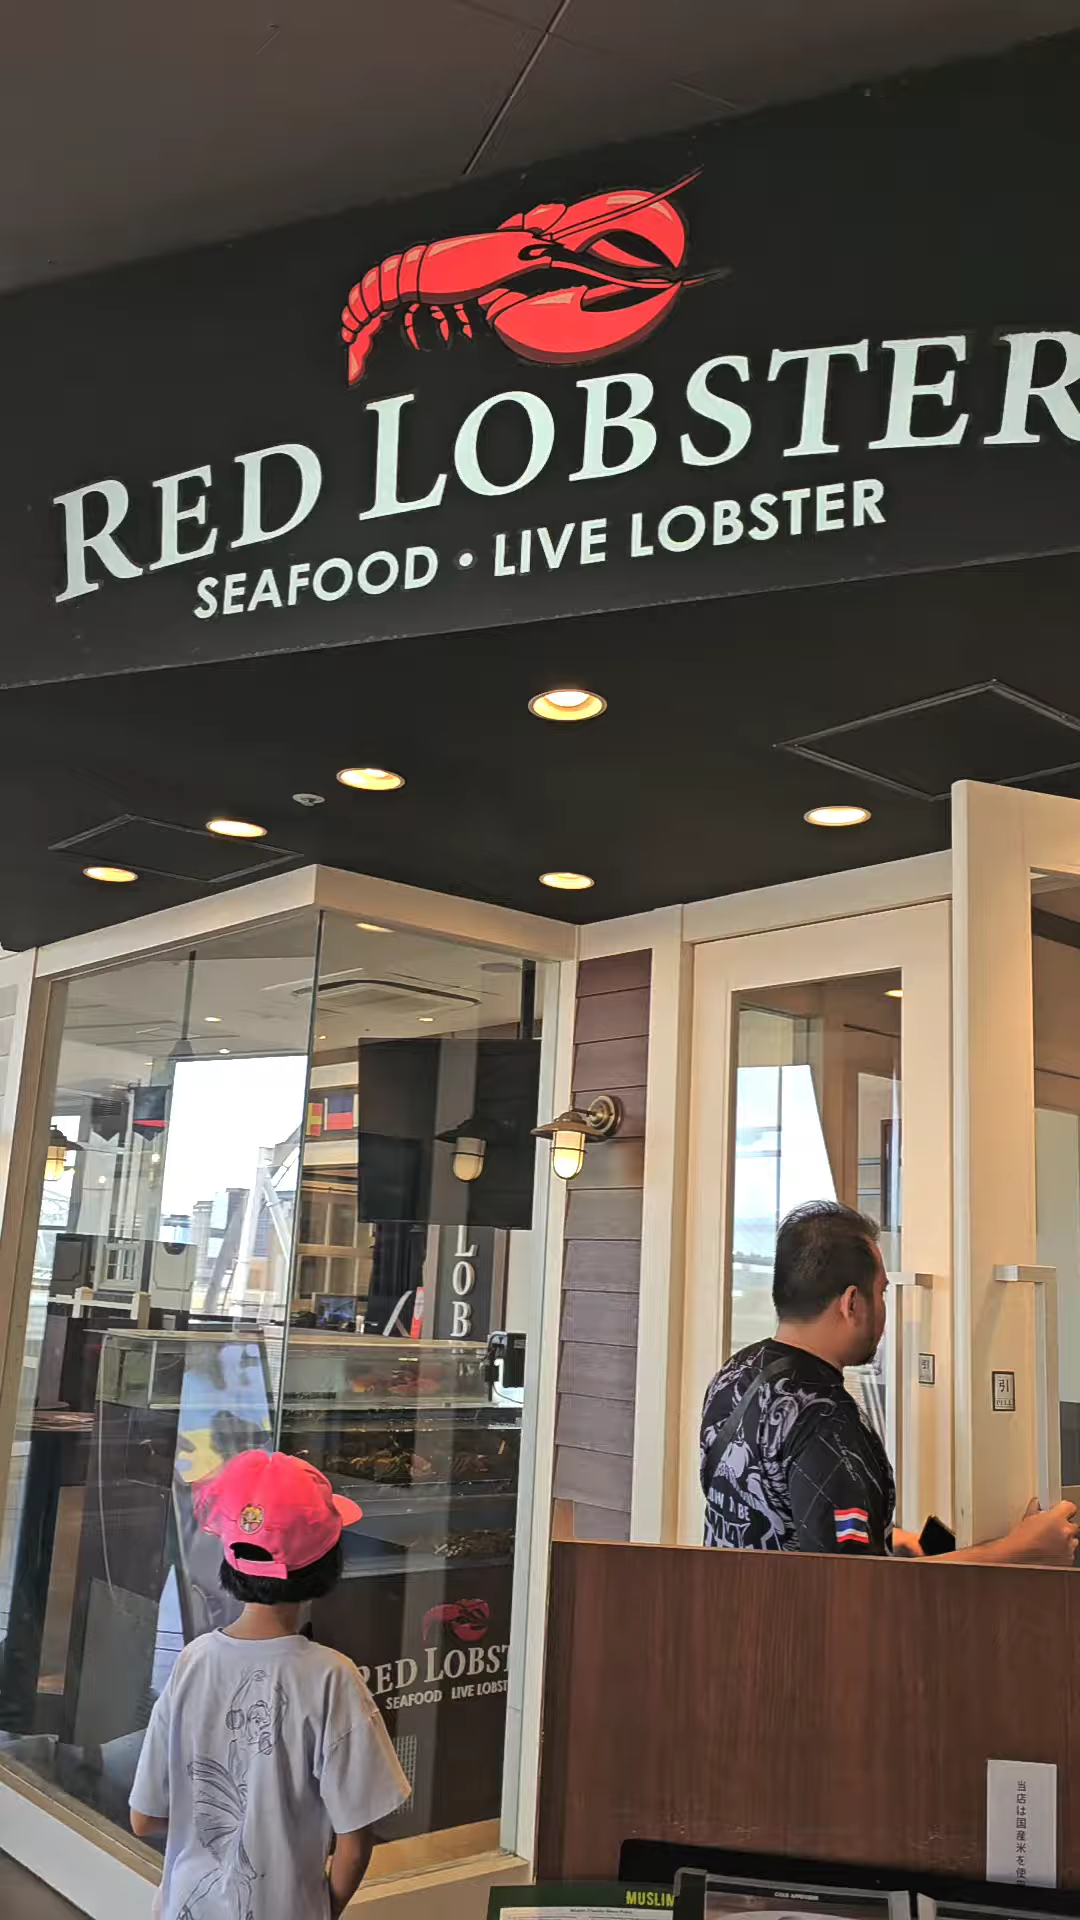 RED LOBSTER
SEAFOOD • LIVE LOBSTER
LOB
引
引
PULL
RED LOBST
SEAFOOD LIVE LOBST
当店は国産米を使
MUSLIM